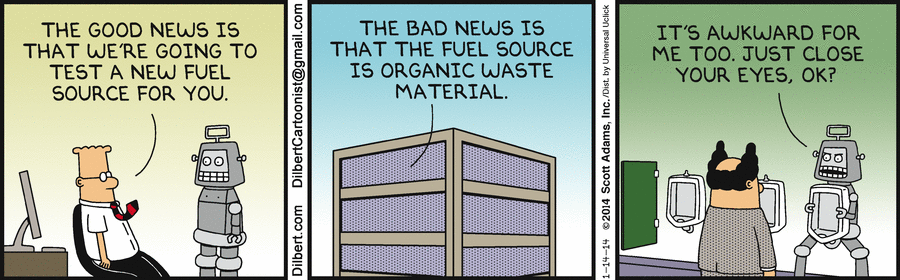 THE GOOD NEWS IS
THAT WE'RE GOING TO
TEST A NEW FUEL
SOURCE FOR YOU.
Dilbert.com DilbertCartoonist@gmail.com
THE BAD NEWS IS
THAT THE FUEL SOURCE
IS ORGANIC WASTE
MATERIAL.
1-14-14 © 2014 Scott Adams, Inc. /Dist. by Universal Uclick
IT'S AWKWARD FOR
ME TOO. JUST CLOSE
YOUR EYES, OK?